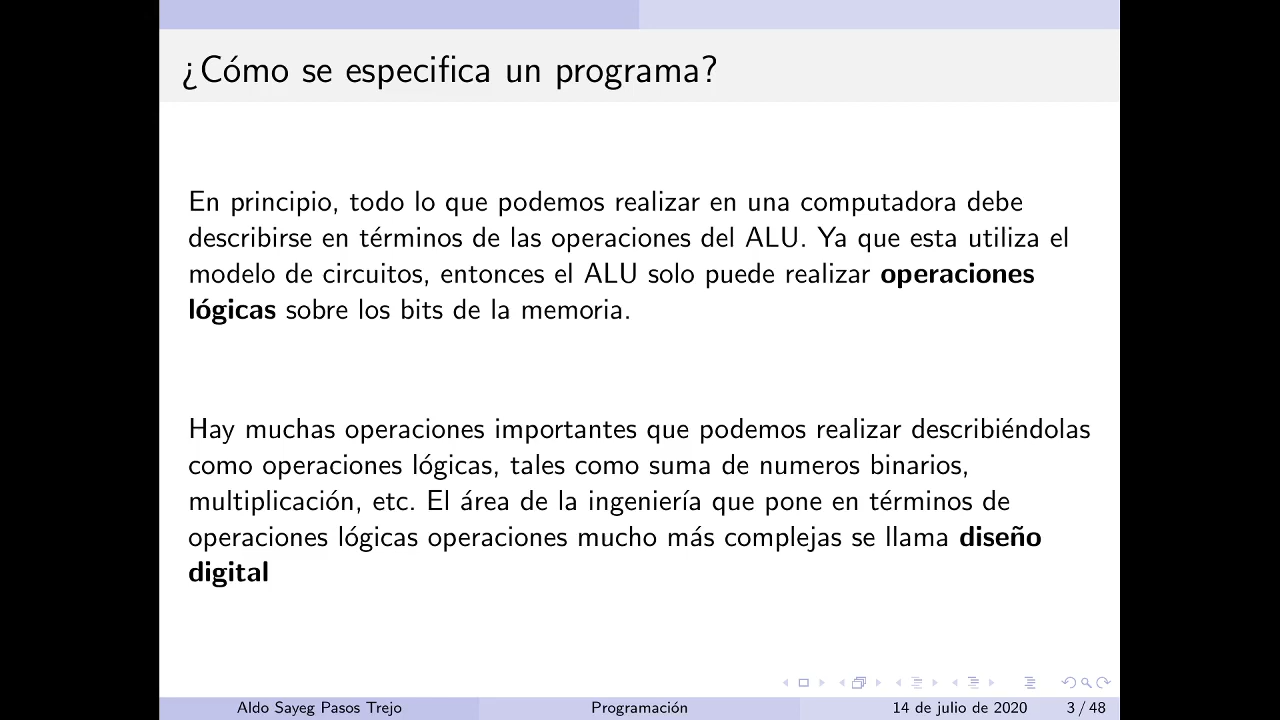 ¿Cómo se especifica un programa?
En principio, todo lo que podemos realizar en una computadora debe
describirse en términos de las operaciones del ALU. Ya que esta utiliza el
modelo de circuitos, entonces el ALU solo puede realizar operaciones
lógicas sobre los bits de la memoria.
Hay muchas operaciones importantes que podemos realizar describiéndolas
como operaciones lógicas, tales como suma de numeros binarios,
multiplicación, etc. El área de la ingeniería que pone en términos de
operaciones lógicas operaciones mucho más complejas se llama diseño
digital
Aldo Sayeg Pasos Trejo Programación 14 de julio de 2020 3 / 48